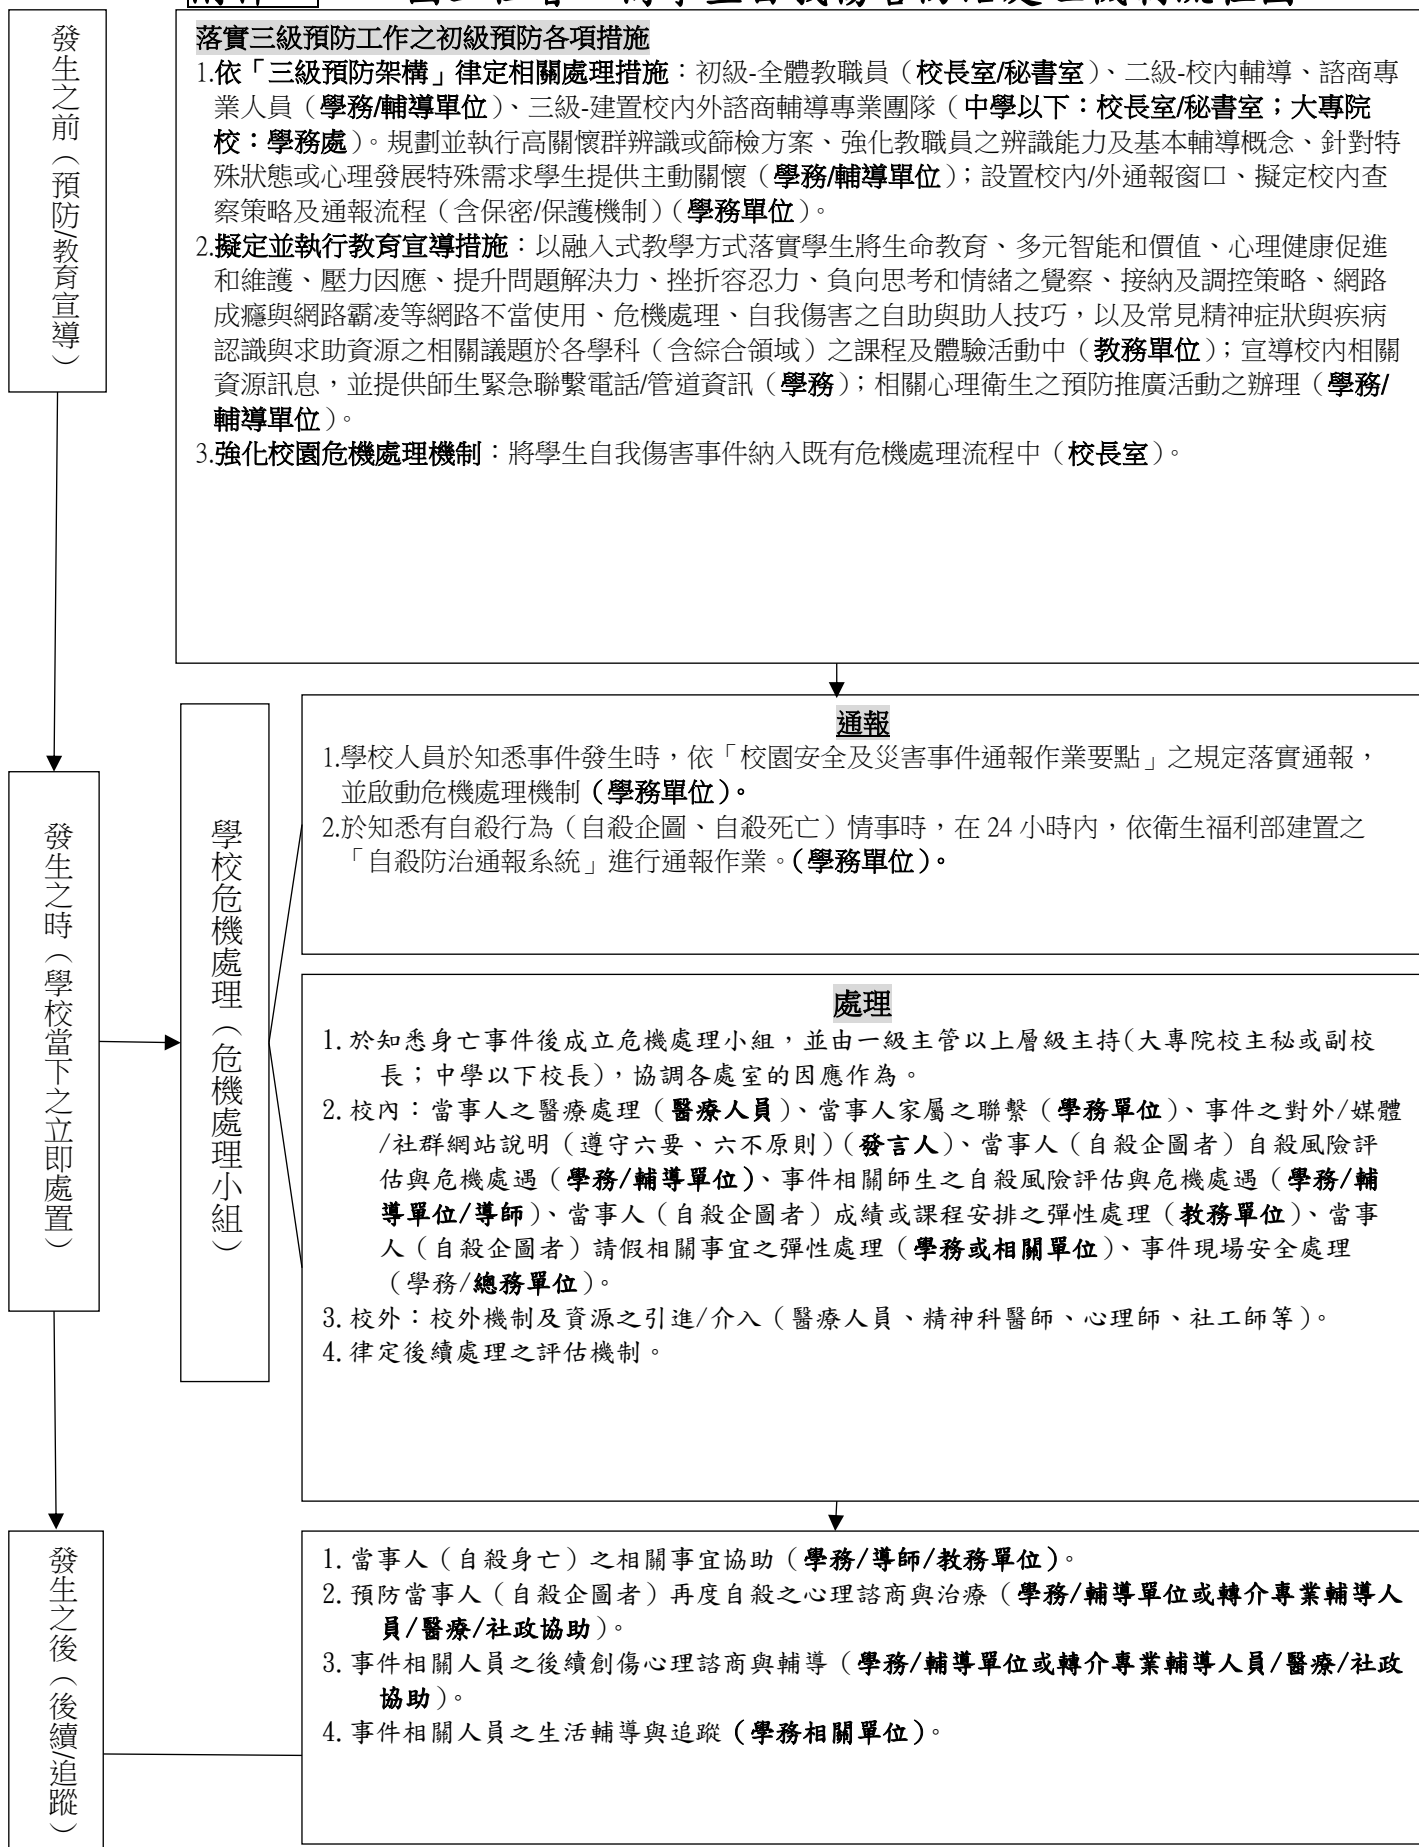 發生之前（預防/教育宣導）
落實三級預防工作之初級預防各項措施
1.依「三級預防架構」律定相關處理措施：初級-全體教職員（校長室/秘書室）、二級-校內輔導、諮商專
業人員（學務/輔導單位）、三級-建置校內外諮商輔導專業團隊（中學以下：校長室/秘書室；大專院
校：學務處）。規劃並執行高關懷群辨識或篩檢方案、強化教職員之辨識能力及基本輔導概念、針對特
殊狀態或心理發展特殊需求學生提供主動關懷（學務/輔導單位）；設置校內/外通報窗口、擬定校內查
察策略及通報流程（含保密/保護機制）（學務單位）。
2.擬定並執行教育宣導措施：以融入式教學方式落實學生將生命教育、多元智能和價值、心理健康促進
和維護、壓力因應、提升問題解決力、挫折容忍力、負向思考和情緒之覺察、接納及調控策略、網路
成癮與網路霸凌等網路不當使用、危機處理、自我傷害之自助與助人技巧，以及常見精神症狀與疾病
認識與求助資源之相關議題於各學科（含綜合領域）之課程及體驗活動中（教務單位）；宣導校內相關
資源訊息，並提供師生緊急聯繫電話/管道資訊（學務）；相關心理衛生之預防推廣活動之辦理（學務/
輔導單位）。
3.強化校園危機處理機制：將學生自我傷害事件納入既有危機處理流程中（校長室）。
發生之時（學校當下之立即處置）
學校危機處理（危機處理小組）
通報
1.學校人員於知悉事件發生時，依「校園安全及災害事件通報作業要點」之規定落實通報，
並啟動危機處理機制（學務單位）。
2.於知悉有自殺行為（自殺企圖、自殺死亡）情事時，在 24 小時內，依衛生福利部建置之
「自殺防治通報系統」進行通報作業。（學務單位）。
處理
1. 於知悉身亡事件後成立危機處理小組，並由一級主管以上層級主持(大專院校主秘或副校
長；中學以下校長)，協調各處室的因應作為。
2. 校內：當事人之醫療處理（醫療人員）、當事人家屬之聯繫（學務單位）、事件之對外/媒體
/社群網站說明（遵守六要、六不原則）（發言人）、當事人（自殺企圖者）自殺風險評
估與危機處遇（學務/輔導單位）、事件相關師生之自殺風險評估與危機處遇（學務/輔
導單位/導師）、當事人（自殺企圖者）成績或課程安排之彈性處理（教務單位）、當事
人（自殺企圖者）請假相關事宜之彈性處理（學務或相關單位）、事件現場安全處理
（學務/總務單位）。
3. 校外：校外機制及資源之引進/介入（醫療人員、精神科醫師、心理師、社工師等）。
4. 律定後續處理之評估機制。
發生之後（後續/追蹤）
1. 當事人（自殺身亡）之相關事宜協助（學務/導師/教務單位）。
2. 預防當事人（自殺企圖者）再度自殺之心理諮商與治療（學務/輔導單位或轉介專業輔導人
員/醫療/社政協助）。
3. 事件相關人員之後續創傷心理諮商與輔導（學務/輔導單位或轉介專業輔導人員/醫療/社政
協助）。
4. 事件相關人員之生活輔導與追蹤（學務相關單位）。